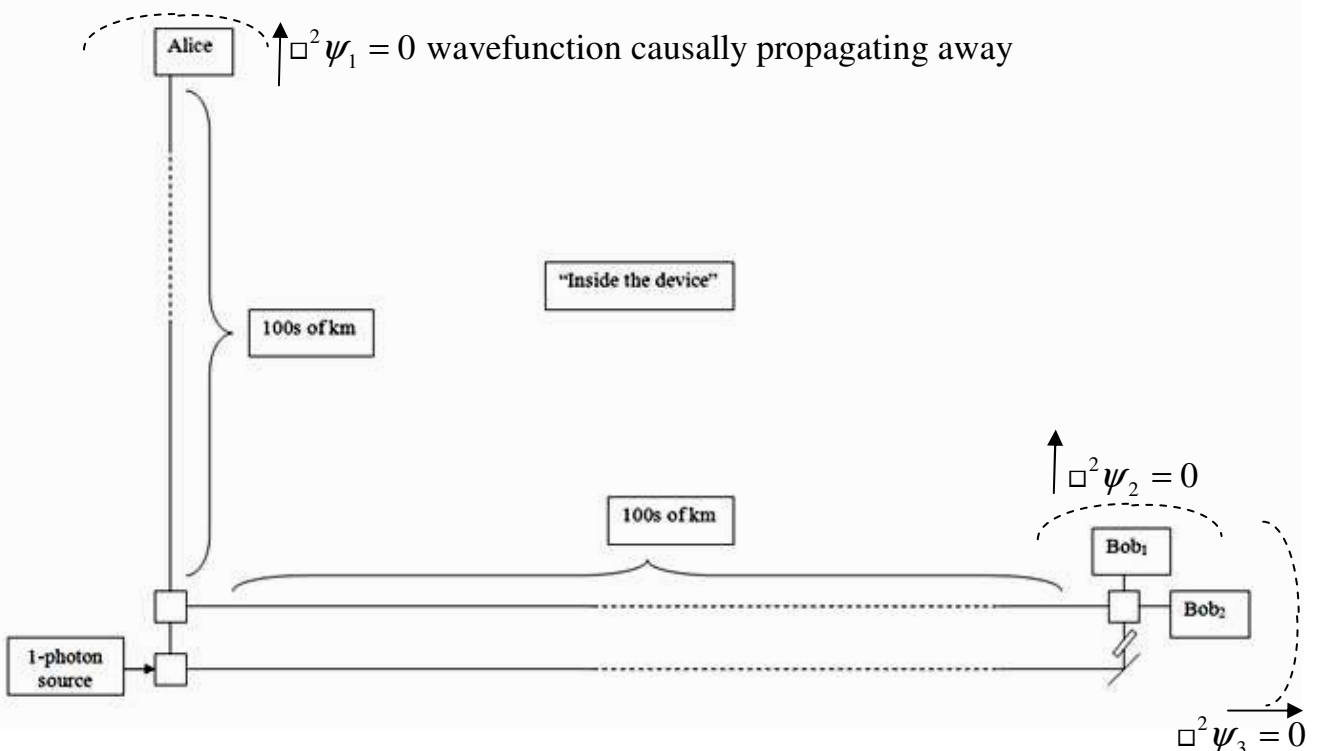 Alice
□²ψ₁ = 0 wavefunction causally propagating away
“Inside the device”
100s of km
□²ψ₂ = 0
100s of km
Bob₁
Bob₂
1-photon
source
□²ψ₃ = 0